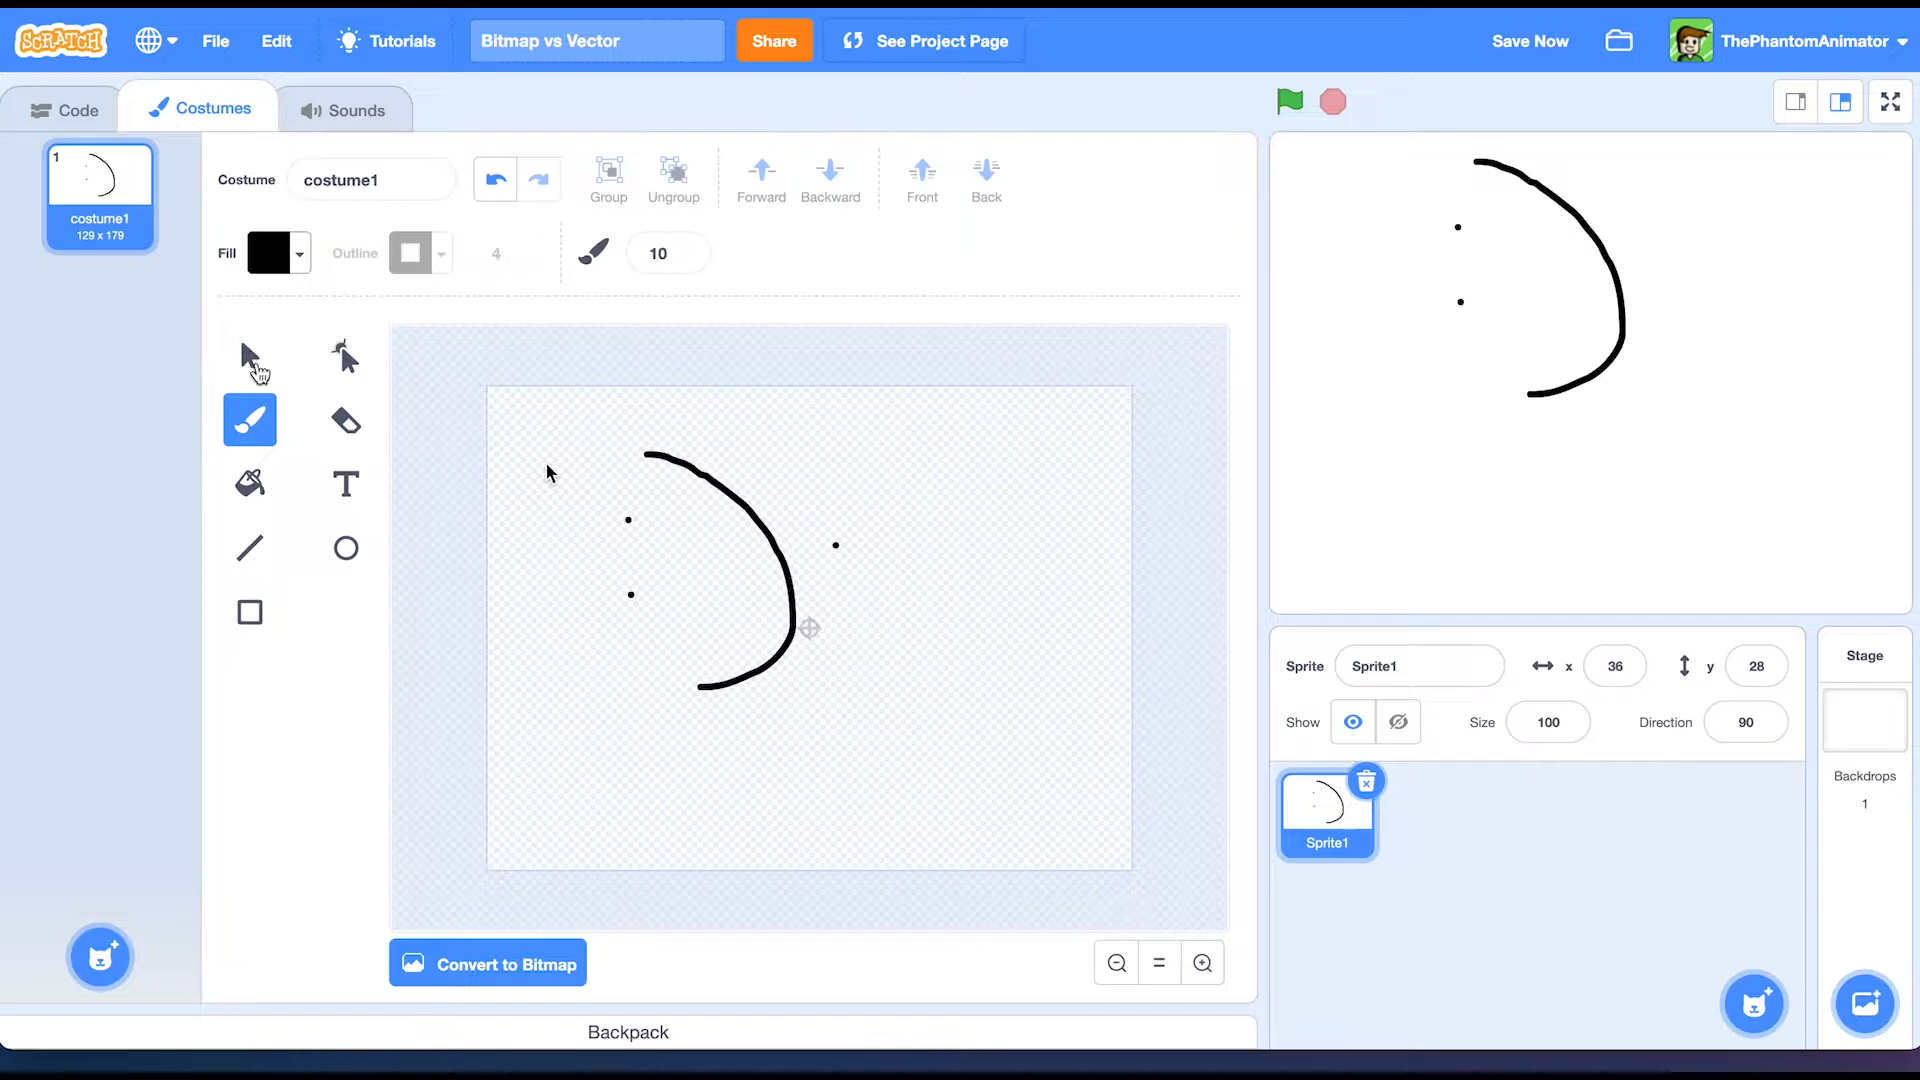 SCRATCH File Edit Tutorials Bitmap vs Vector Share See Project Page Save Now ThePhantomAnimator
Code Costumes Sounds
1
costume1
129 x 179
Costume costume1 Group Ungroup Forward Backward Front Back
Fill Outline 4 10
T
Convert to Bitmap
Backpack
Sprite Sprite1 x 36 y 28
Show Size 100 Direction 90
Sprite1
Stage
Backdrops
1